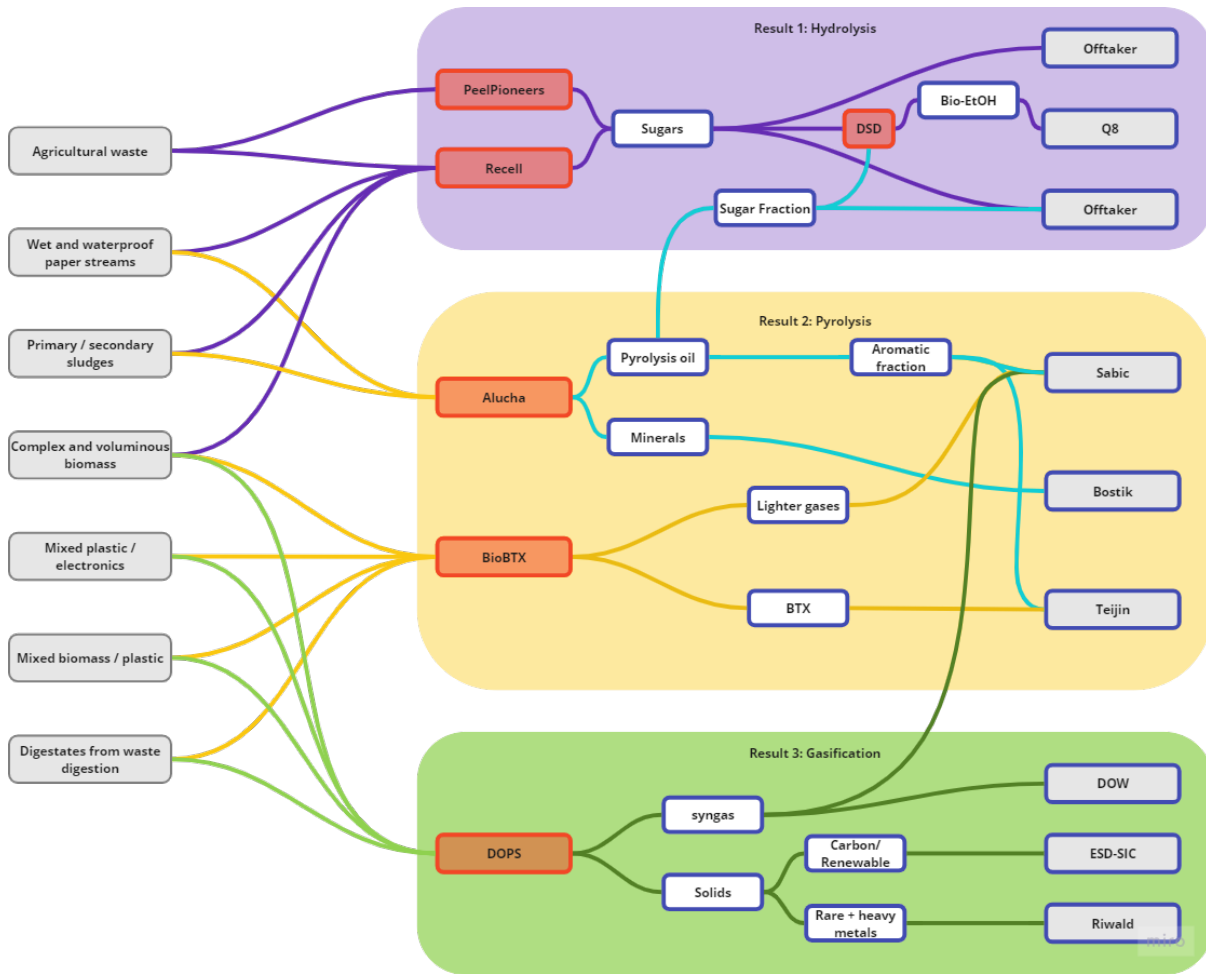 Agricultural waste
Wet and waterproof
paper streams
Primary / secondary
sludges
Complex and voluminous
biomass
Mixed plastic /
electronics
Mixed biomass / plastic
Digestates from waste
digestion
Result 1: Hydrolysis
PeelPioneers
Recell
Sugars
DSD
Bio-EtOH
Sugar Fraction
Offtaker
Q8
Offtaker
Result 2: Pyrolysis
Alucha
BioBTX
Pyrolysis oil
Minerals
Aromatic
fraction
Lighter gases
BTX
Sabic
Bostik
Teijin
Result 3: Gasification
DOPS
syngas
Solids
Carbon/
Renewable
Rare + heavy
metals
DOW
ESD-SIC
Riwald
miro